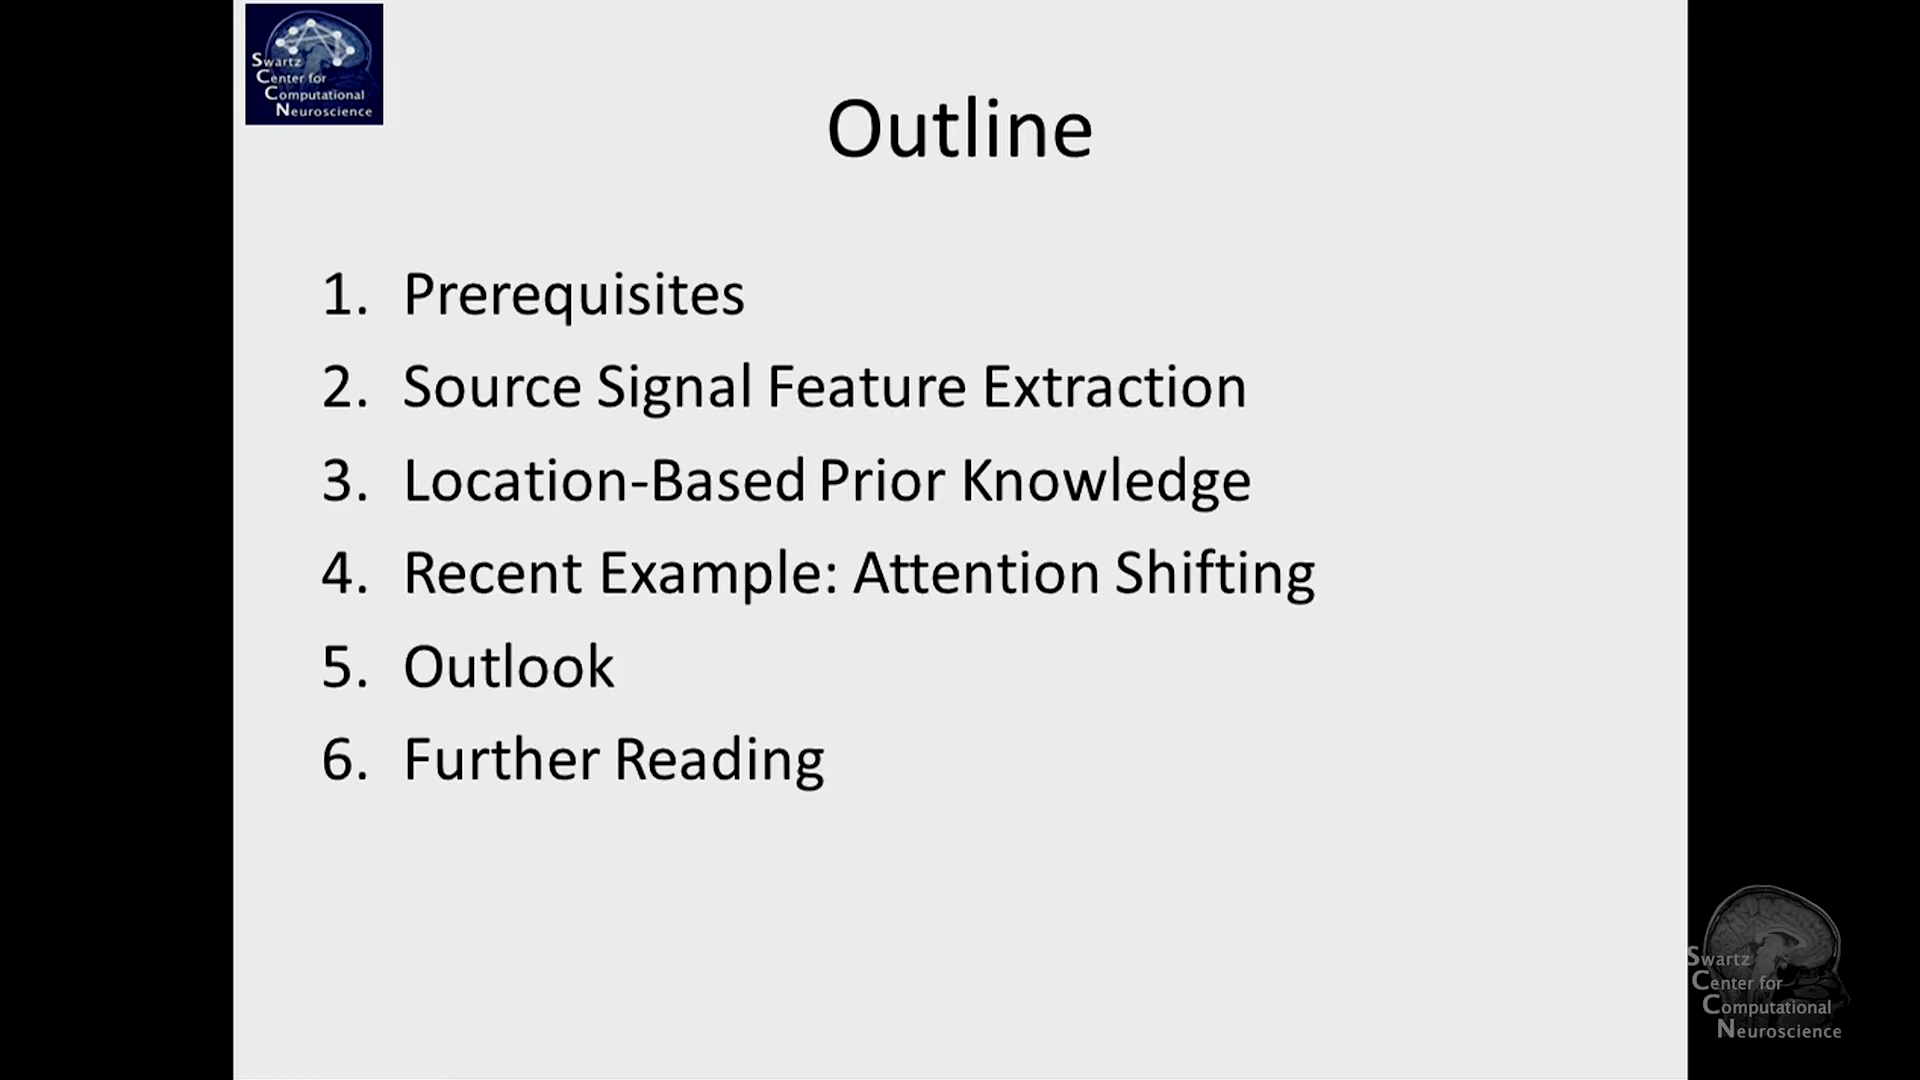 Swartz
Center for
Computational
Neuroscience
Outline
1. Prerequisites
2. Source Signal Feature Extraction
3. Location-Based Prior Knowledge
4. Recent Example: Attention Shifting
5. Outlook
6. Further Reading
Swartz
Center for
Computational
Neuroscience